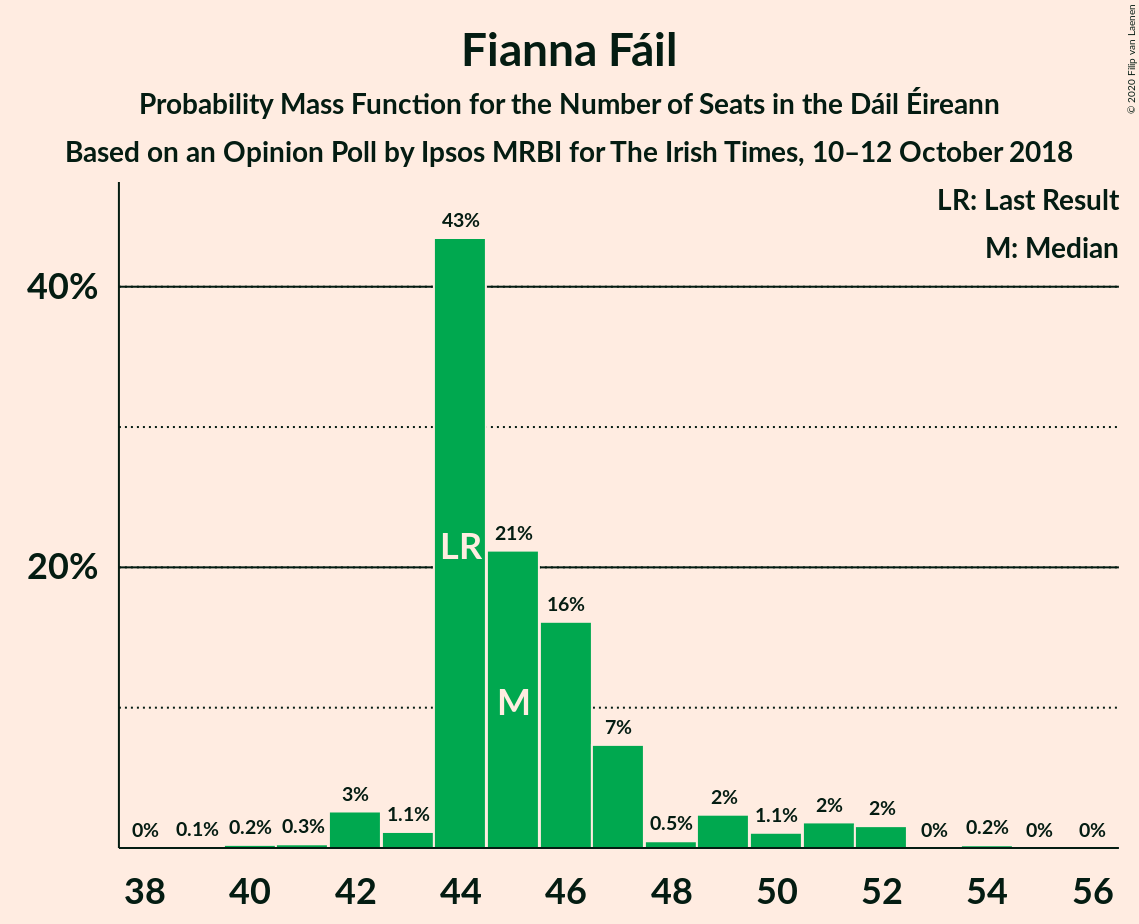 Fianna Fáil
Probability Mass Function for the Number of Seats in the Dáil Éireann
Based on an Opinion Poll by Ipsos MRBI for The Irish Times, 10–12 October 2018
© 2020 Filip van Laenen
LR: Last Result
M: Median
40%
20%
0%
0.1%
0.2%
0.3%
3%
1.1%
43%
LR
21%
M
16%
7%
0.5%
2%
1.1%
2%
2%
0%
0.2%
0%
0%
38 40 42 44 46 48 50 52 54 56